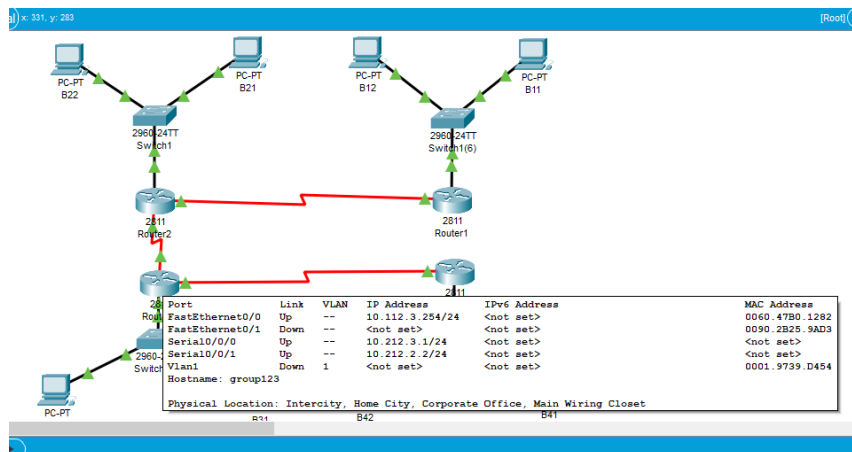 x: 331, y: 283 [Root]
PC-PT PC-PT PC-PT PC-PT
B22 B21 B12 B11
2960-24TT 2960-24TT
Switch1 Switch1(6)
2811 2811
Router2 Router1
2811
Port Link VLAN IP Address IPv6 Address MAC Address
FastEthernet0/0 Up -- 10.112.3.254/24 <not set> 0060.47B0.1282
FastEthernet0/1 Down -- <not set> <not set> 0090.2B25.9AD3
Serial0/0/0 Up -- 10.212.3.1/24 <not set> <not set>
Serial0/0/1 Up -- 10.212.2.2/24 <not set> <not set>
Vlan1 Down 1 <not set> <not set> 0001.9739.D454
Hostname: group123
Physical Location: Intercity, Home City, Corporate Office, Main Wiring Closet
PC-PT
B31 B42 B41